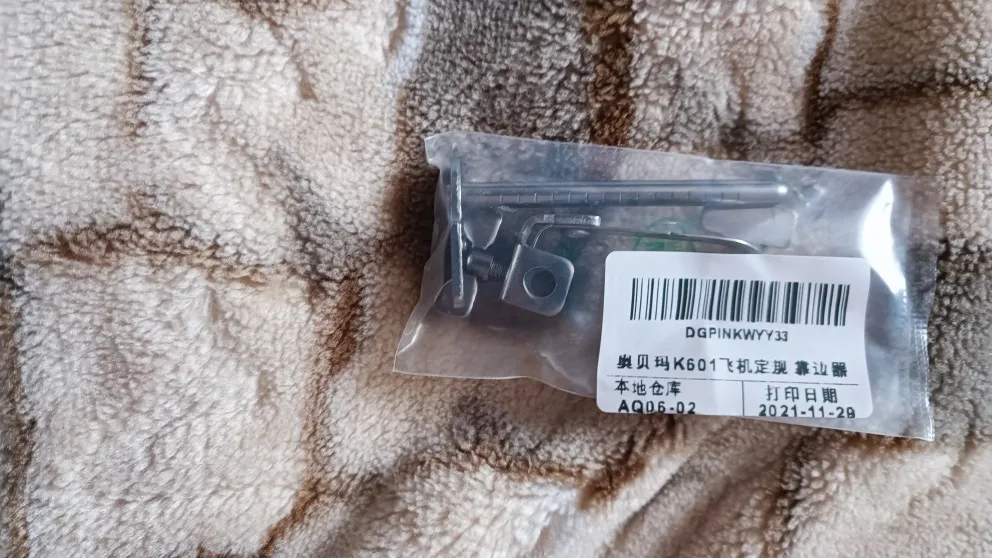 DGPINKWYY33
奥贝玛K601飞机定规 靠边器
本地仓库
AQ06-02
打印日期
2021-11-29